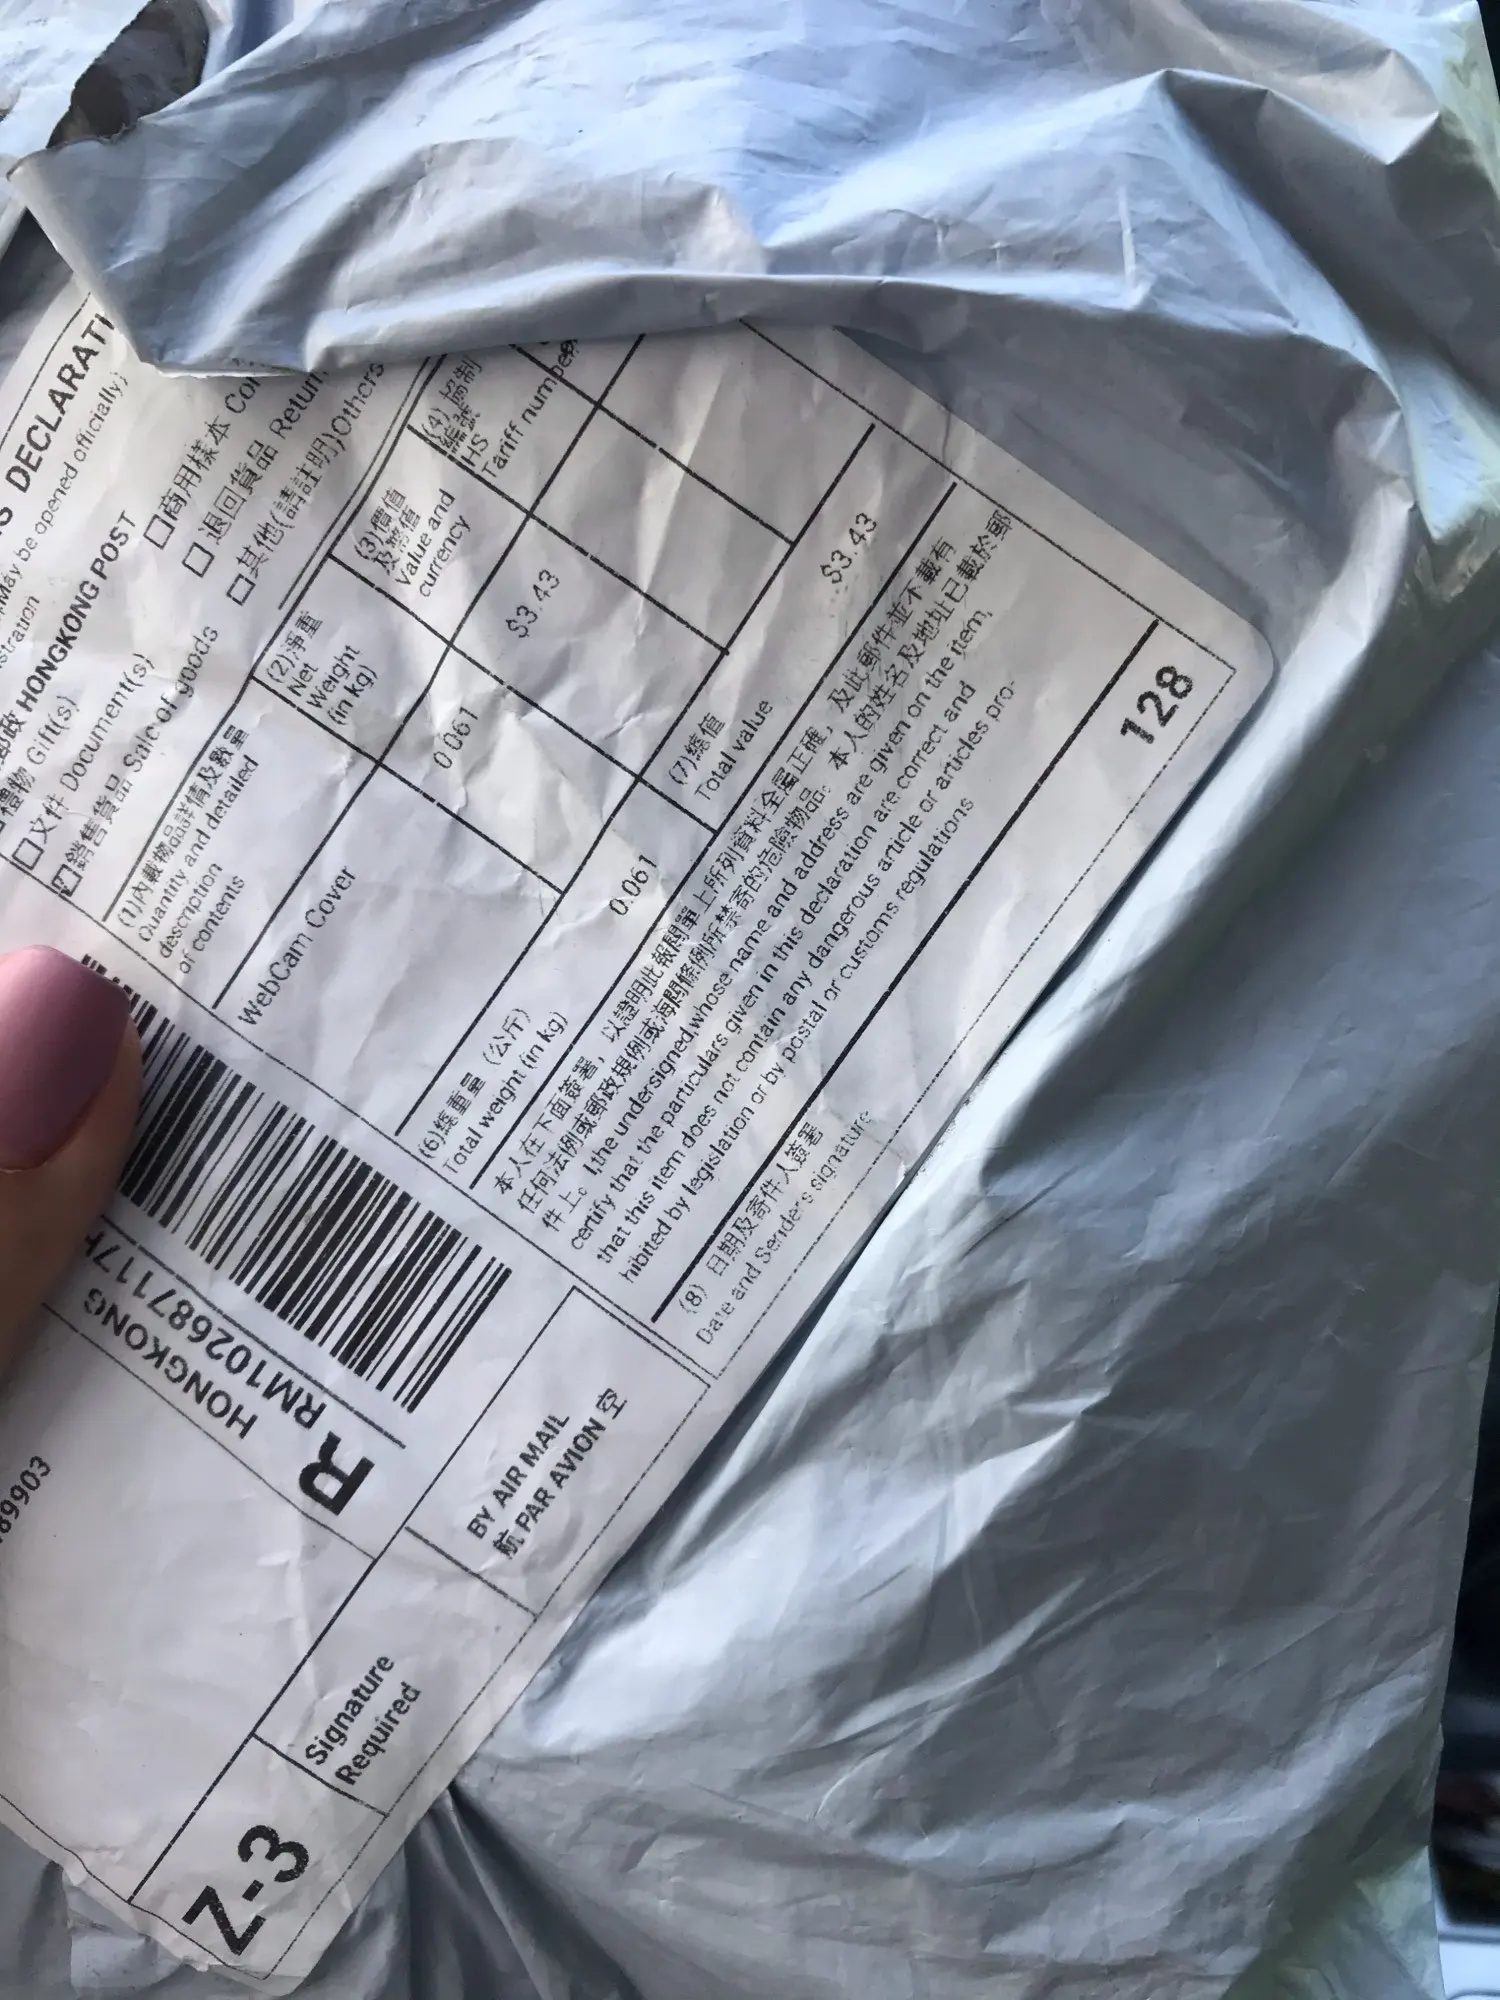 DECLARATI
May be opened officially)
HONGKONG POST
禮物 Gift(s)
□文件 Document(s)
☑銷售貨品 Sale of goods
□商用樣本 Co
□退回貨品 Return
□其他(請註明)Others
(1)內載物品詳情及數量
Quantity and detailed
description
of contents
(2)淨重
Net
Weight
(in kg)
(3)價值
及幣值
Value and
currency
(4)協制
編號
HS
Tariff number
WebCam Cover
0.061
$3.43
(6)總重量(公斤)
Total weight (in kg)
0.061
(7)總值
Total value
$3.43
本人在下面簽署，以證明此報關單上所列資料全屬正確，及此郵件並不載有
任何法例或郵政規例或海關條例所禁寄的危險物品。本人的姓名及地址已載於郵
件上。I,the undersigned,whose name and address are given on the item,
certify that the particulars given in this declaration are correct and
that this item does not contain any dangerous article or articles pro-
hibited by legislation or by postal or customs regulations
(8) 日期及寄件人簽署
Date and Sender's signature
128
HONGKONG
R RM102687117
89903
BY AIR MAIL
航 PAR AVION 空
Signature
Required
Z-3